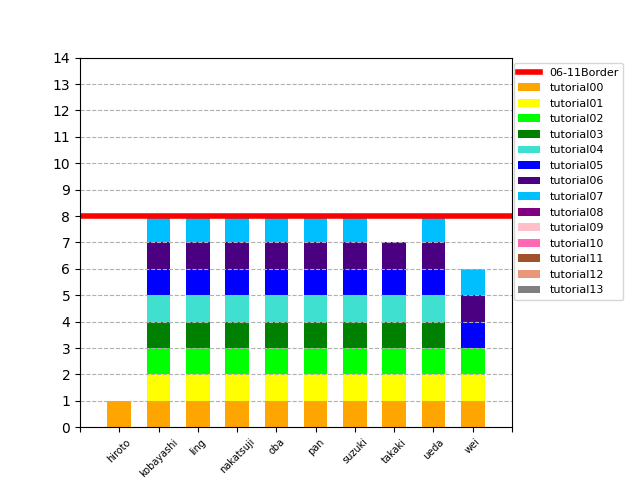 14
13
12
11
10
9
8
7
6
5
4
3
2
1
0
hiroto
kobayashi
ling
nakatsuji
oba
pan
suzuki
takaki
ueda
wei
06-11Border
tutorial00
tutorial01
tutorial02
tutorial03
tutorial04
tutorial05
tutorial06
tutorial07
tutorial08
tutorial09
tutorial10
tutorial11
tutorial12
tutorial13